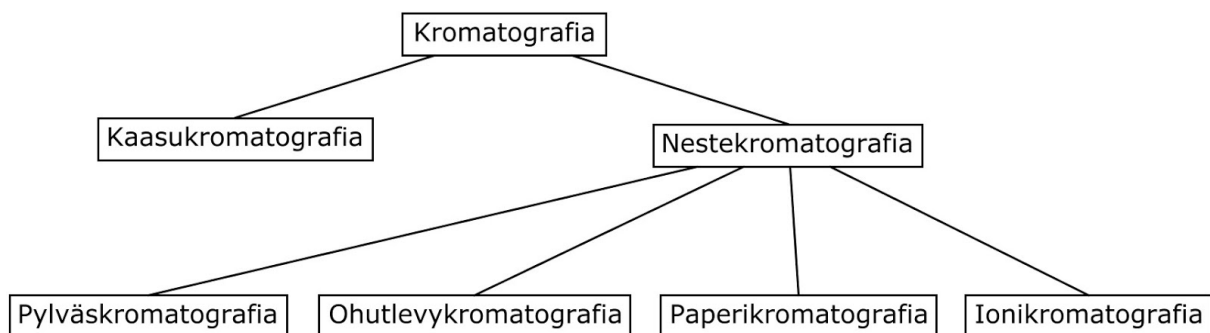 Kromatografia
Kaasukromatografia
Nestekromatografia
Pylväskromatografia
Ohutlevykromatografia
Paperikromatografia
Ionikromatografia